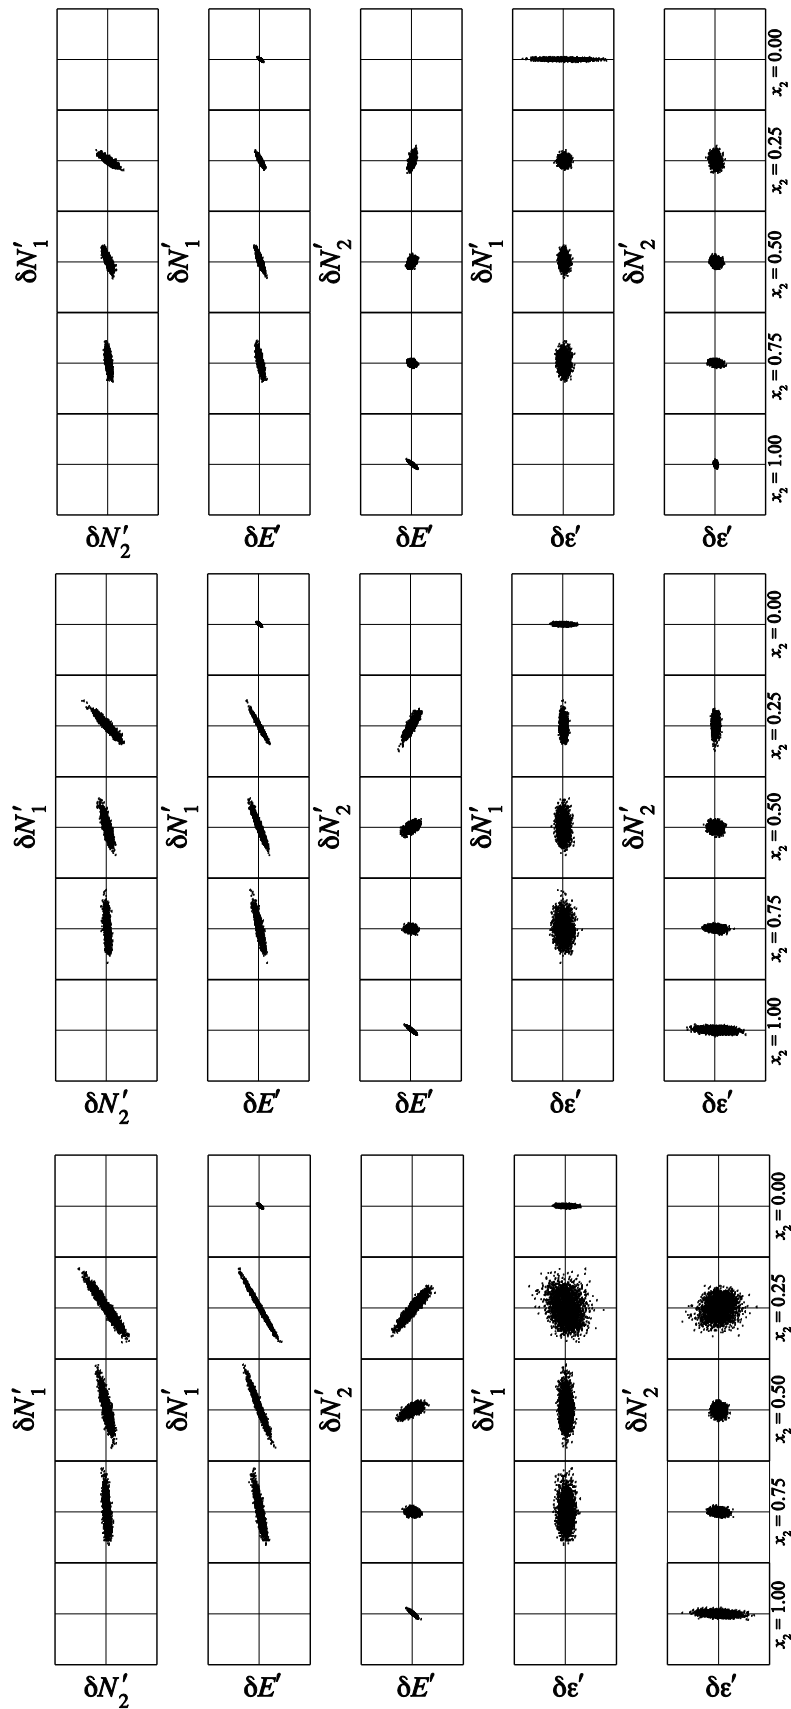 x₂ = 0.00
x₂ = 0.25
δN′₁ δN′₁ δN′₂ δN′₁ δN′₂ x₂ = 0.50
x₂ = 0.75
x₂ = 1.00
δN′₂ δE′ δE′ δε′ δε′
x₂ = 0.00
x₂ = 0.25
δN′₁ δN′₁ δN′₂ δN′₁ δN′₂ x₂ = 0.50
x₂ = 0.75
x₂ = 1.00
δN′₂ δE′ δE′ δε′ δε′
x₂ = 0.00
x₂ = 0.25
δN′₁ δN′₁ δN′₂ δN′₁ δN′₂ x₂ = 0.50
x₂ = 0.75
x₂ = 1.00
δN′₂ δE′ δE′ δε′ δε′